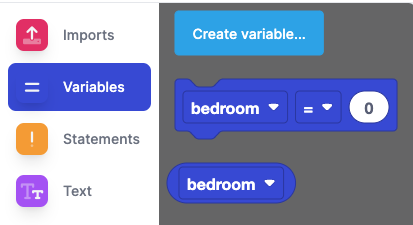 Imports
Variables
Statements
Text
Create variable...
bedroom = 0
bedroom